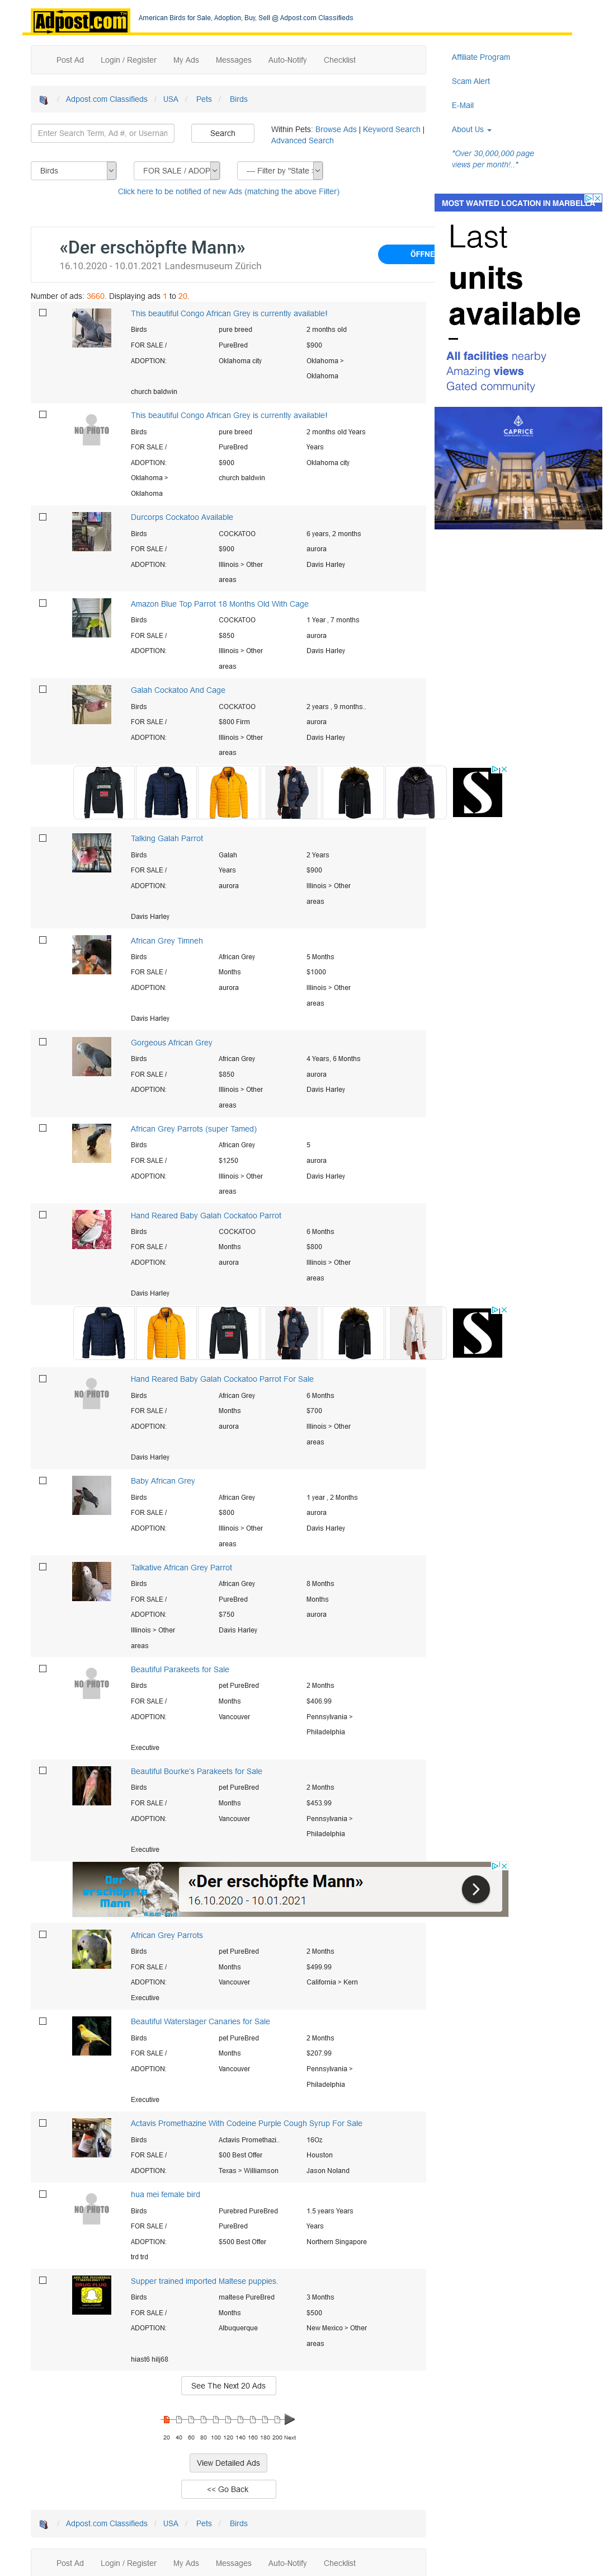 Adpost.com
American Birds for Sale, Adoption, Buy, Sell @ Adpost.com Classifieds
Post Ad Login / Register My Ads Messages Auto-Notify Checklist
Affiliate Program
Scam Alert
E-Mail
About Us
*Over 30,000,000 page
views per month!..*
/ Adpost.com Classifieds / USA / Pets / Birds
Enter Search Term, Ad #, or Usernam
Search
Within Pets: Browse Ads | Keyword Search |
Advanced Search
Birds
FOR SALE / ADOP
--- Filter by "State >
Click here to be notified of new Ads (matching the above Filter)
MOST WANTED LOCATION IN MARBELLA
Last
units
available
All facilities nearby
Amazing views
Gated community
CAPRICE
«Der erschöpfte Mann»
16.10.2020 - 10.01.2021 Landesmuseum Zürich
ÖFFNE
Number of ads: 3660. Displaying ads 1 to 20.
This beautiful Congo African Grey is currently available!
Birds pure breed 2 months old
FOR SALE / PureBred $900
ADOPTION: Oklahoma city Oklahoma >
Oklahoma
church baldwin
NO PHOTO
This beautiful Congo African Grey is currently available!
Birds pure breed 2 months old Years
FOR SALE / PureBred Years
ADOPTION: $900 Oklahoma city
Oklahoma > church baldwin
Oklahoma
Durcorps Cockatoo Available
Birds COCKATOO 6 years, 2 months
FOR SALE / $900 aurora
ADOPTION: Illinois > Other Davis Harley
areas
Amazon Blue Top Parrot 18 Months Old With Cage
Birds COCKATOO 1 Year , 7 months
FOR SALE / $850 aurora
ADOPTION: Illinois > Other Davis Harley
areas
Galah Cockatoo And Cage
Birds COCKATOO 2 years , 9 months..
FOR SALE / $800 Firm aurora
ADOPTION: Illinois > Other Davis Harley
areas
S
Talking Galah Parrot
Birds Galah 2 Years
FOR SALE / Years $900
ADOPTION: aurora Illinois > Other
areas
Davis Harley
African Grey Timneh
Birds African Grey 5 Months
FOR SALE / Months $1000
ADOPTION: aurora Illinois > Other
areas
Davis Harley
Gorgeous African Grey
Birds African Grey 4 Years, 6 Months
FOR SALE / $850 aurora
ADOPTION: Illinois > Other Davis Harley
areas
African Grey Parrots (super Tamed)
Birds African Grey 5
FOR SALE / $1250 aurora
ADOPTION: Illinois > Other Davis Harley
areas
Hand Reared Baby Galah Cockatoo Parrot
Birds COCKATOO 6 Months
FOR SALE / Months $800
ADOPTION: aurora Illinois > Other
areas
Davis Harley
S
NO PHOTO
Hand Reared Baby Galah Cockatoo Parrot For Sale
Birds African Grey 6 Months
FOR SALE / Months $700
ADOPTION: aurora Illinois > Other
areas
Davis Harley
Baby African Grey
Birds African Grey 1 year , 2 Months
FOR SALE / $800 aurora
ADOPTION: Illinois > Other Davis Harley
areas
Talkative African Grey Parrot
Birds African Grey 8 Months
FOR SALE / PureBred Months
ADOPTION: $750 aurora
Illinois > Other Davis Harley
areas
NO PHOTO
Beautiful Parakeets for Sale
Birds pet PureBred 2 Months
FOR SALE / Months $406.99
ADOPTION: Vancouver Pennsylvania >
Philadelphia
Executive
Beautiful Bourke's Parakeets for Sale
Birds pet PureBred 2 Months
FOR SALE / Months $453.99
ADOPTION: Vancouver Pennsylvania >
Philadelphia
Executive
Der
erschöpfte
Mann
«Der erschöpfte Mann»
16.10.2020 - 10.01.2021
African Grey Parrots
Birds pet PureBred 2 Months
FOR SALE / Months $499.99
ADOPTION: Vancouver California > Kern
Executive
Beautiful Waterslager Canaries for Sale
Birds pet PureBred 2 Months
FOR SALE / Months $207.99
ADOPTION: Vancouver Pennsylvania >
Philadelphia
Executive
Actavis Promethazine With Codeine Purple Cough Syrup For Sale
Birds Actavis Promethazi.. 16Oz
FOR SALE / $00 Best Offer Houston
ADOPTION: Texas > Williamson Jason Noland
NO PHOTO
hua mei female bird
Birds Purebred PureBred 1.5 years Years
FOR SALE / PureBred Years
ADOPTION: $500 Best Offer Northern Singapore
trd trd
Supper trained imported Maltese puppies.
Birds maltese PureBred 3 Months
FOR SALE / Months $500
ADOPTION: Albuquerque New Mexico > Other
areas
hiast6 hilj68
See The Next 20 Ads
20 40 60 80 100 120 140 160 180 200 Next
View Detailed Ads
<< Go Back
/ Adpost.com Classifieds / USA / Pets / Birds
Post Ad Login / Register My Ads Messages Auto-Notify Checklist